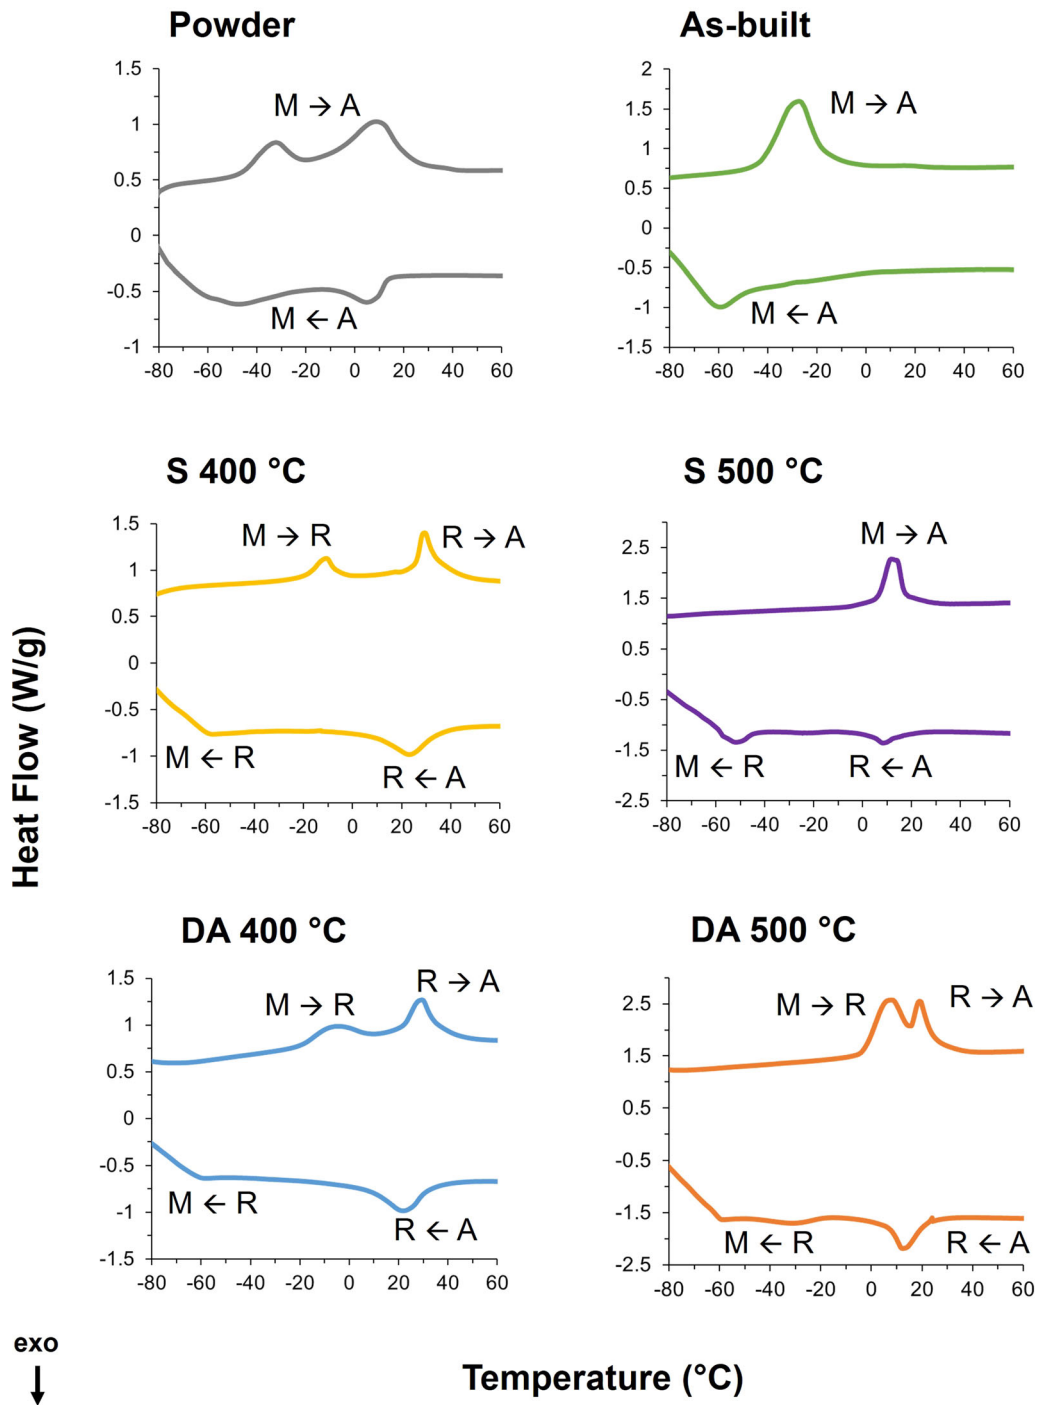 Powder
As-built
1.5
1
0.5
0
-0.5
-1
M → A
M ← A
-80 -60 -40 -20 0 20 40 60
2
1.5
1
0.5
0
-0.5
-1
-1.5
M → A
M ← A
-80 -60 -40 -20 0 20 40 60
S 400 °C
S 500 °C
1.5
1
0.5
0
-0.5
-1
-1.5
M → R
R → A
M ← R
R ← A
-80 -60 -40 -20 0 20 40 60
2.5
1.5
0.5
-0.5
-1.5
-2.5
M → A
M ← R
R ← A
-80 -60 -40 -20 0 20 40 60
Heat Flow (W/g)
DA 400 °C
DA 500 °C
1.5
1
0.5
0
-0.5
-1
-1.5
M → R
R → A
M ← R
R ← A
-80 -60 -40 -20 0 20 40 60
2.5
1.5
0.5
-0.5
-1.5
-2.5
M → R
R → A
M ← R
R ← A
-80 -60 -40 -20 0 20 40 60
exo
↓
Temperature (°C)